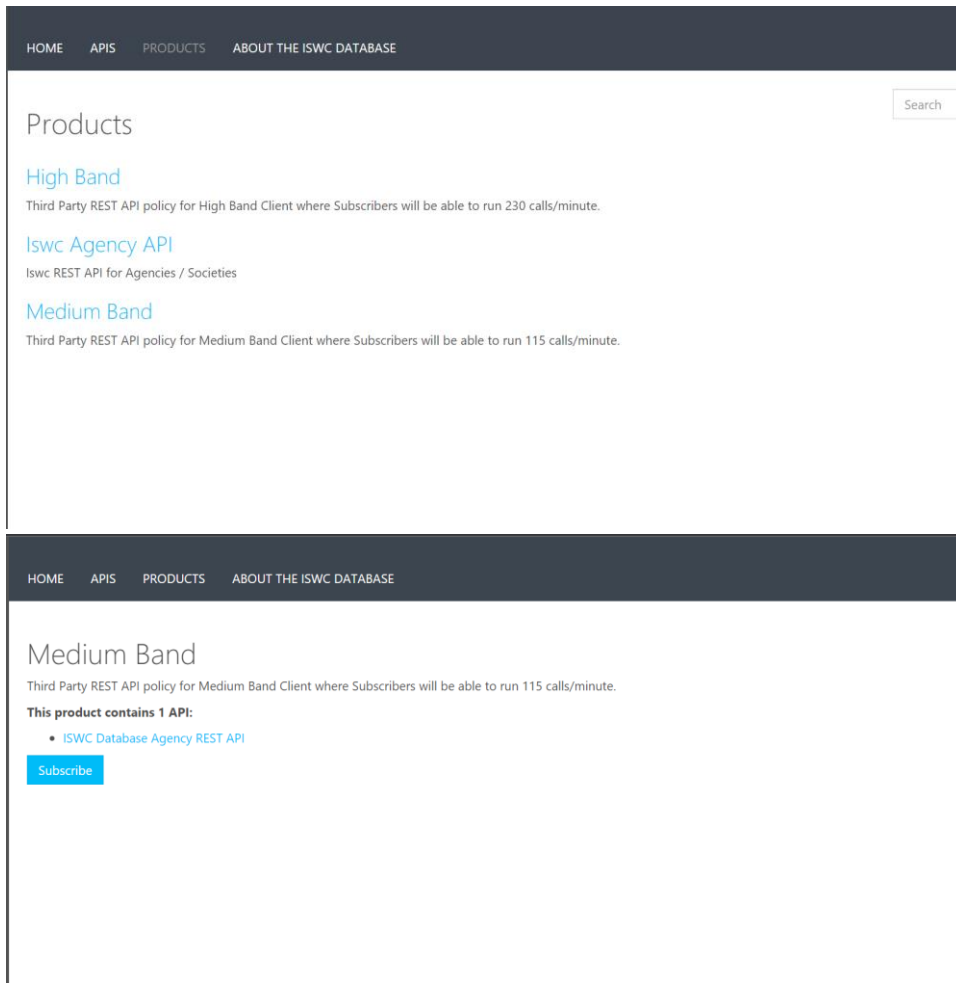 HOME APIS PRODUCTS ABOUT THE ISWC DATABASE
Search
Products
High Band
Third Party REST API policy for High Band Client where Subscribers will be able to run 230 calls/minute.
Iswc Agency API
Iswc REST API for Agencies / Societies
Medium Band
Third Party REST API policy for Medium Band Client where Subscribers will be able to run 115 calls/minute.
HOME APIS PRODUCTS ABOUT THE ISWC DATABASE
Medium Band
Third Party REST API policy for Medium Band Client where Subscribers will be able to run 115 calls/minute.
This product contains 1 API:
• ISWC Database Agency REST API
Subscribe